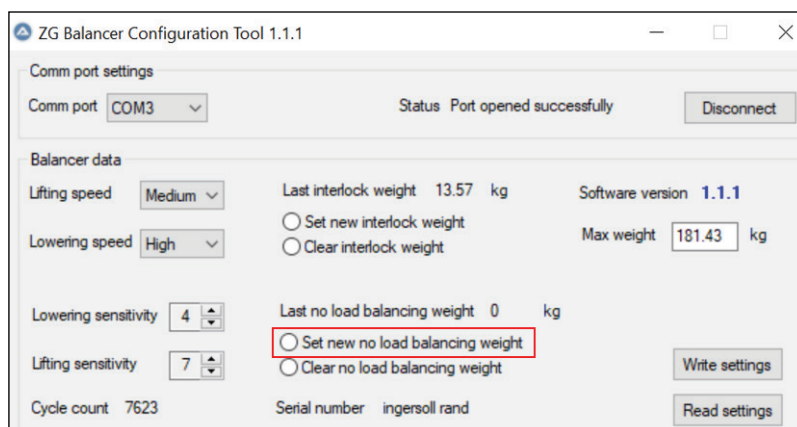 ZG Balancer Configuration Tool 1.1.1
Comm port settings
Comm port COM3 Status Port opened successfully Disconnect
Balancer data
Lifting speed Medium Last interlock weight 13.57 kg Software version 1.1.1
Set new interlock weight
Lowering speed High Clear interlock weight Max weight 181.43 kg
Lowering sensitivity 4 Last no load balancing weight 0 kg
Set new no load balancing weight
Lifting sensitivity 7 Clear no load balancing weight Write settings
Cycle count 7623 Serial number ingersoll rand Read settings